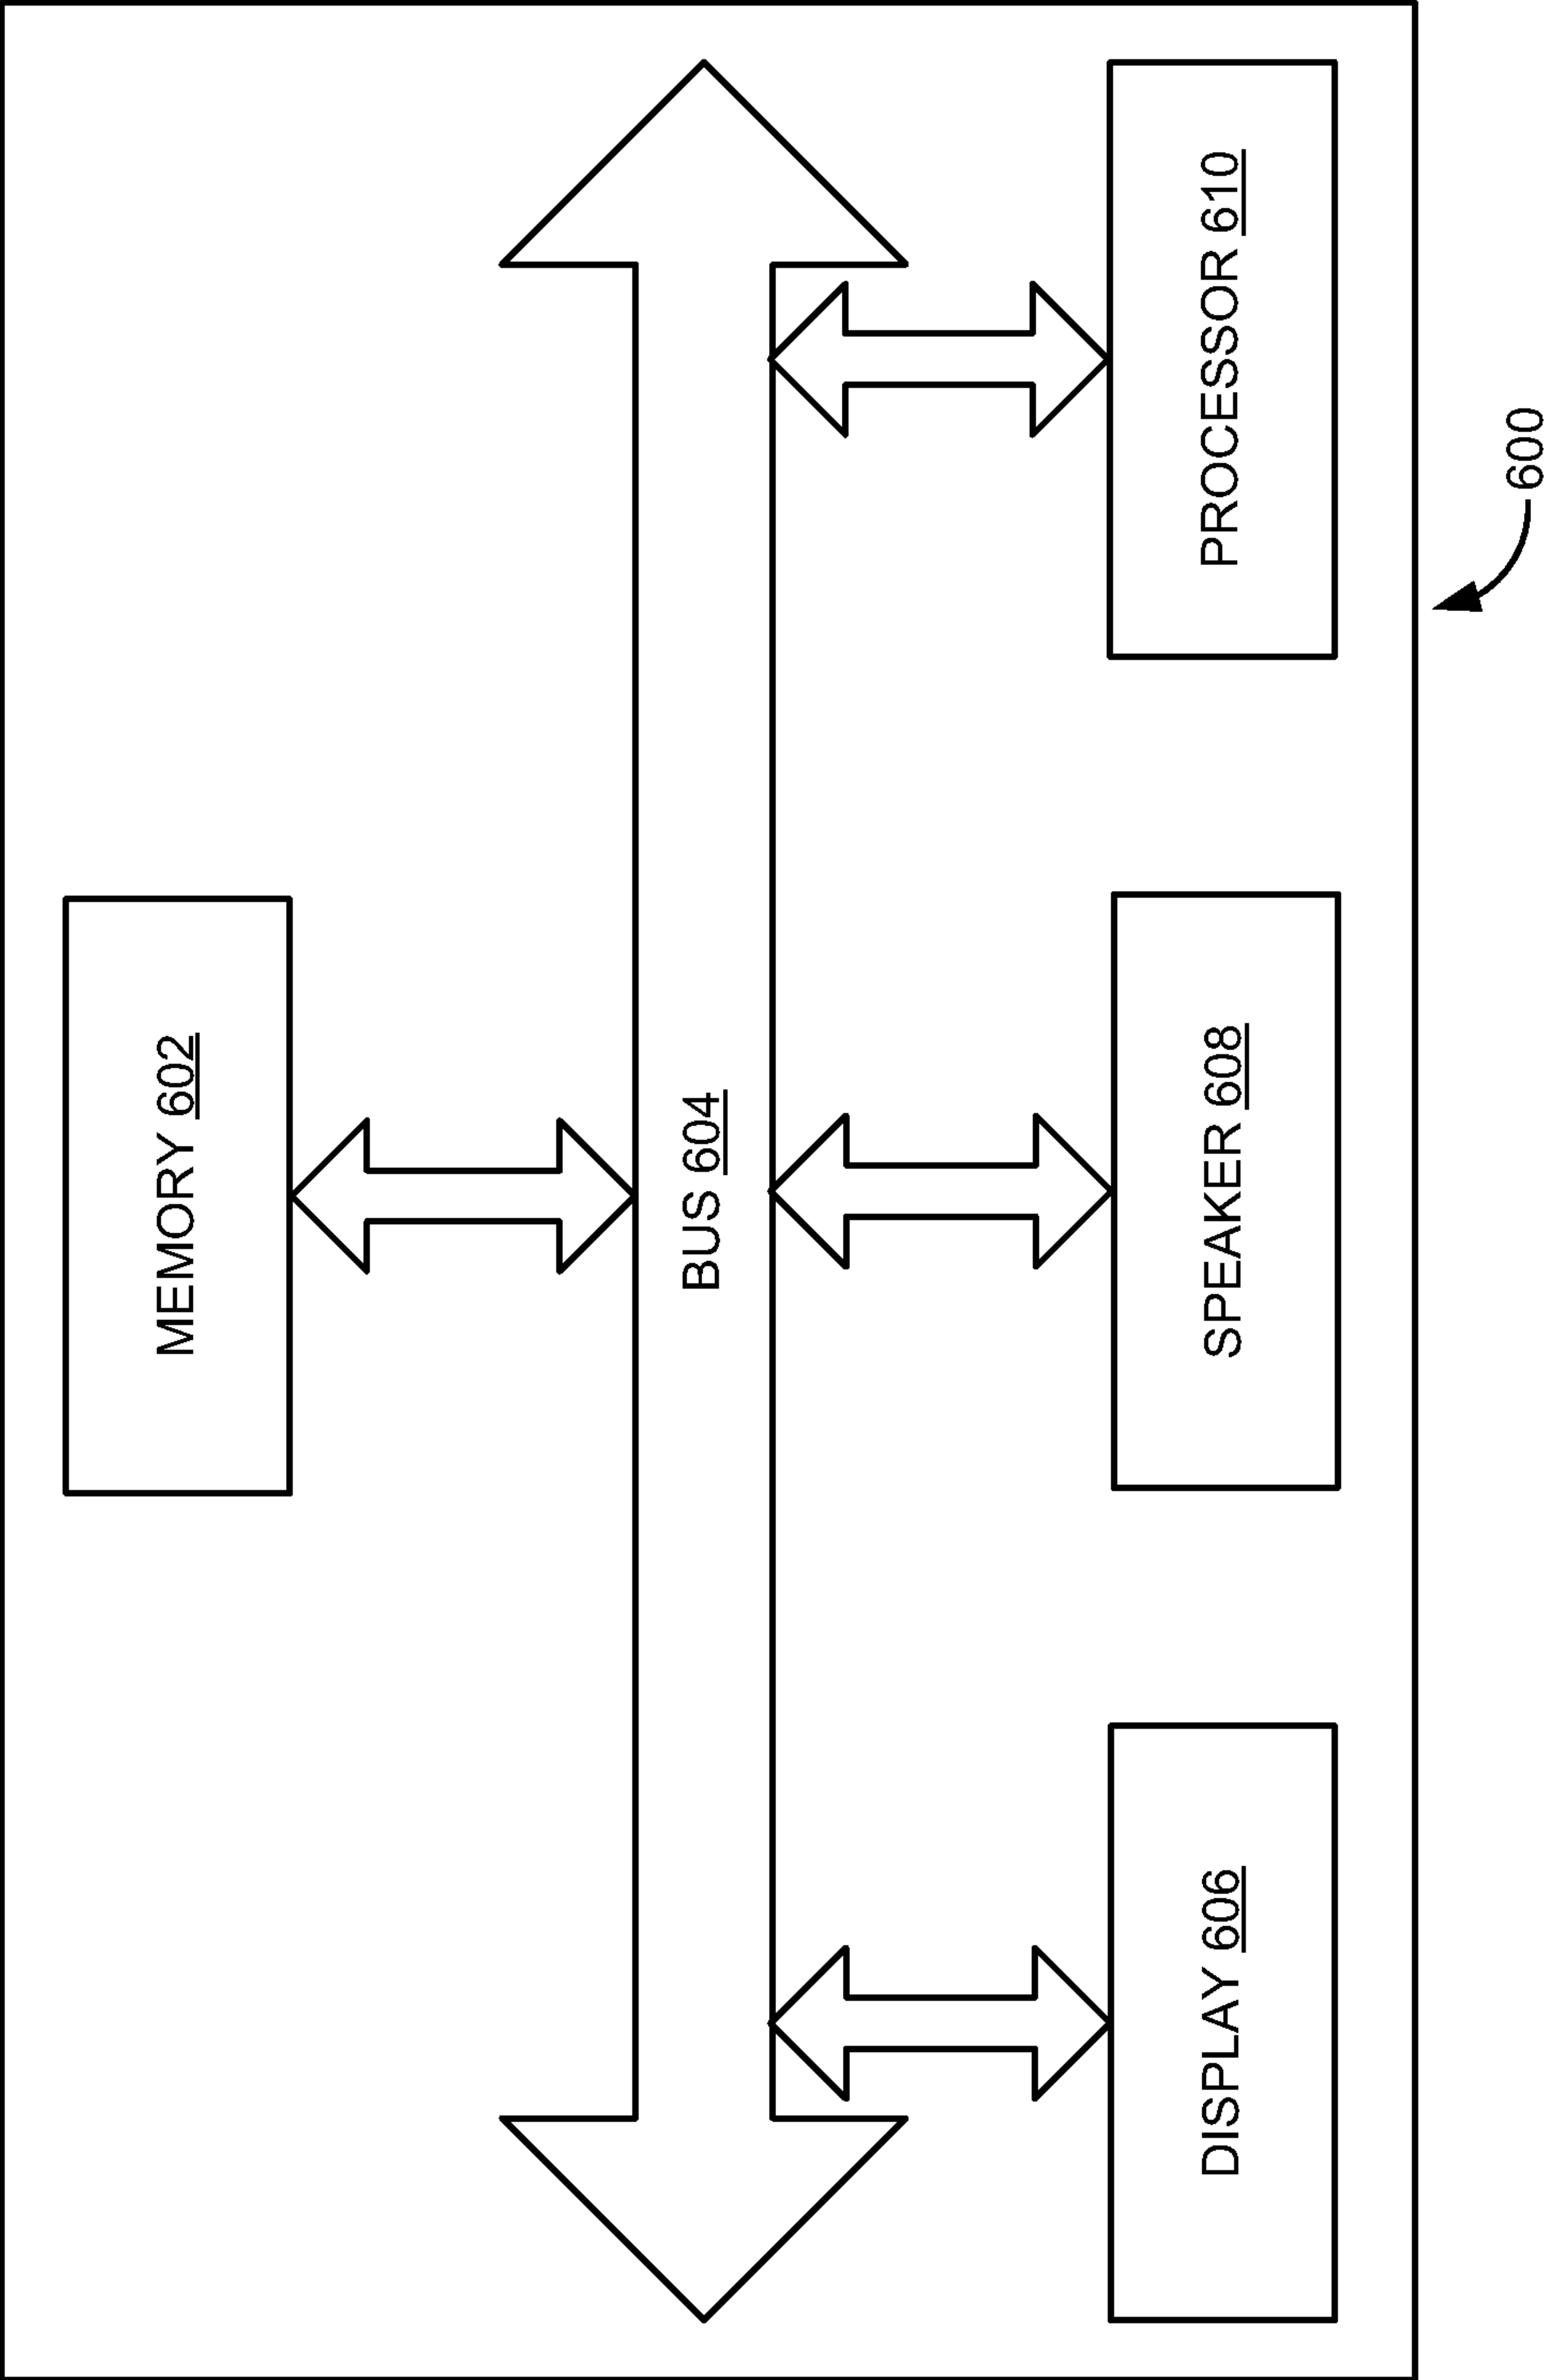 MEMORY 602
BUS 604
DISPLAY 606
SPEAKER 608
PROCESSOR 610
600